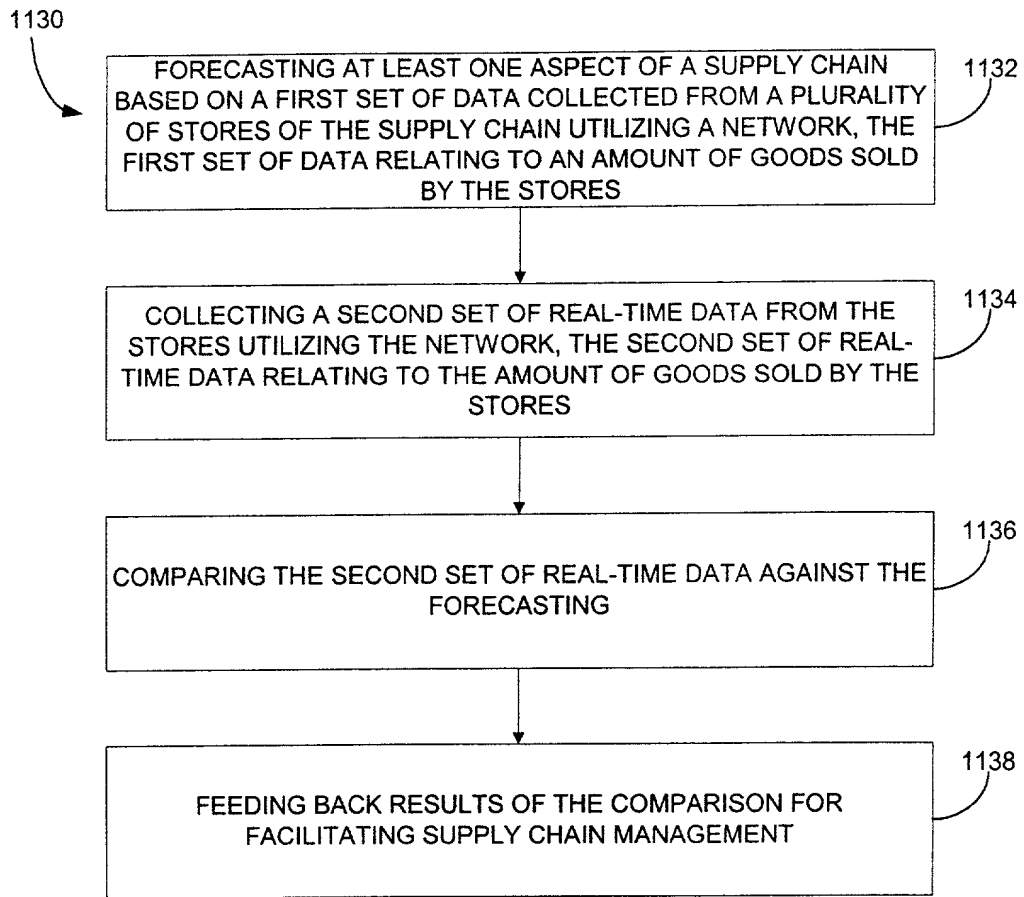 1130
FORECASTING AT LEAST ONE ASPECT OF A SUPPLY CHAIN
BASED ON A FIRST SET OF DATA COLLECTED FROM A PLURALITY
OF STORES OF THE SUPPLY CHAIN UTILIZING A NETWORK, THE
FIRST SET OF DATA RELATING TO AN AMOUNT OF GOODS SOLD
BY THE STORES
1132
COLLECTING A SECOND SET OF REAL-TIME DATA FROM THE
STORES UTILIZING THE NETWORK, THE SECOND SET OF REAL-
TIME DATA RELATING TO THE AMOUNT OF GOODS SOLD BY THE
STORES
1134
COMPARING THE SECOND SET OF REAL-TIME DATA AGAINST THE
FORECASTING
1136
FEEDING BACK RESULTS OF THE COMPARISON FOR
FACILITATING SUPPLY CHAIN MANAGEMENT
1138